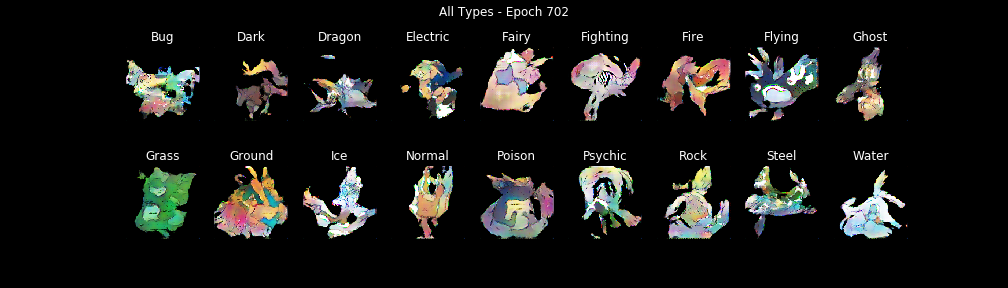 All Types - Epoch 702
Bug Dark Dragon Electric Fairy Fighting Fire Flying Ghost
Grass Ground Ice Normal Poison Psychic Rock Steel Water